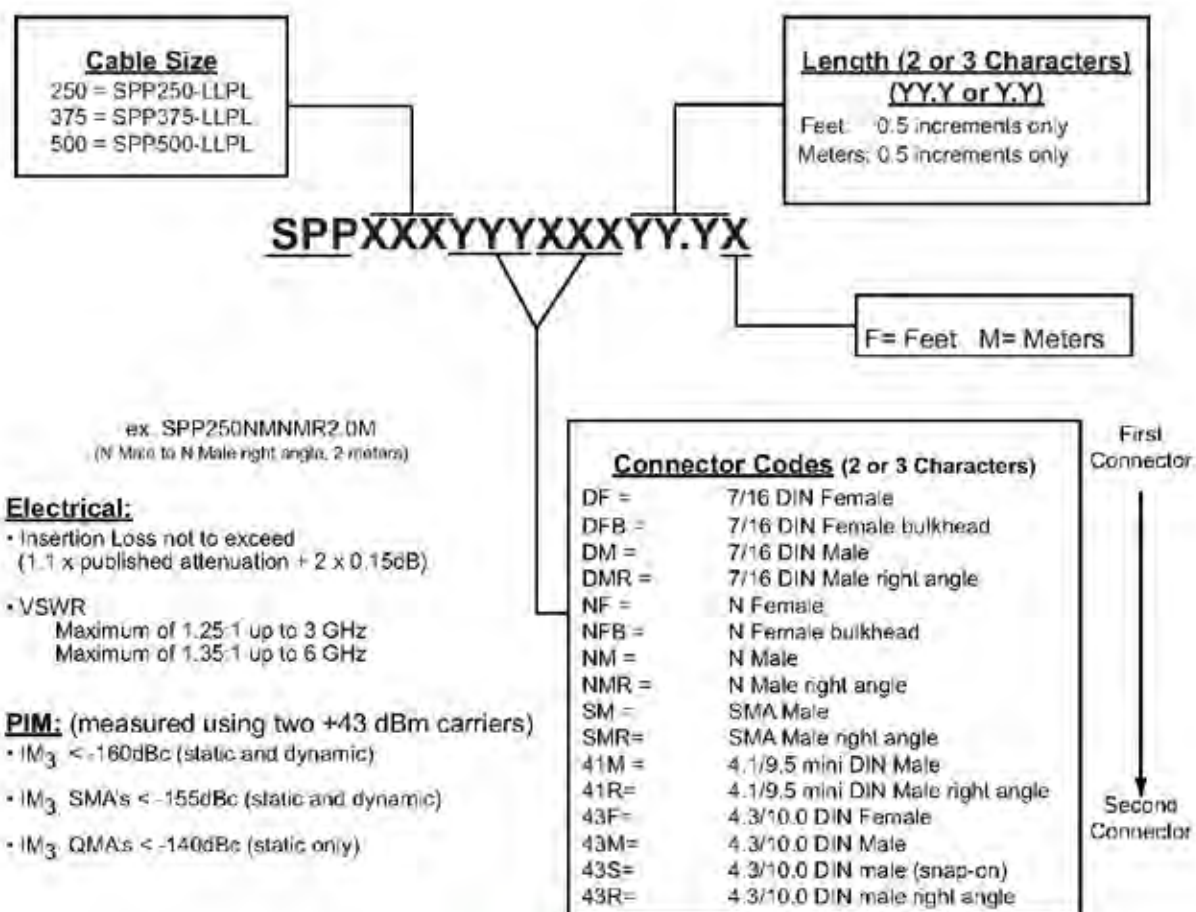 Cable Size
250 = SPP250-LLPL
375 = SPP375-LLPL
500 = SPP500-LLPL
Length (2 or 3 Characters)
(YY.Y or Y.Y)
Feet: 0.5 increments only
Meters: 0.5 increments only
SPPXXXYYYXXXYY.YX
F= Feet M= Meters
ex. SPP250NMNMR2.0M
(N Male to N Male right angle, 2 meters)
Electrical:
• Insertion Loss not to exceed
(1.1 x published attenuation + 2 x 0.15dB)
• VSWR
Maximum of 1.25:1 up to 3 GHz
Maximum of 1.35:1 up to 6 GHz
PIM: (measured using two +43 dBm carriers)
• IM3 < -160dBc (static and dynamic)
• IM3 SMA's < -155dBc (static and dynamic)
• IM3 QMA's < -140dBc (static only)
Connector Codes (2 or 3 Characters)
DF = 7/16 DIN Female
DFB = 7/16 DIN Female bulkhead
DM = 7/16 DIN Male
DMR = 7/16 DIN Male right angle
NF = N Female
NFB = N Female bulkhead
NM = N Male
NMR = N Male right angle
SM = SMA Male
SMR= SMA Male right angle
41M = 4.1/9.5 mini DIN Male
41R= 4.1/9.5 mini DIN Male right angle
43F= 4.3/10.0 DIN Female
43M= 4.3/10.0 DIN Male
43S= 4.3/10.0 DIN male (snap-on)
43R= 4.3/10.0 DIN male right angle
First
Connector
Second
Connector